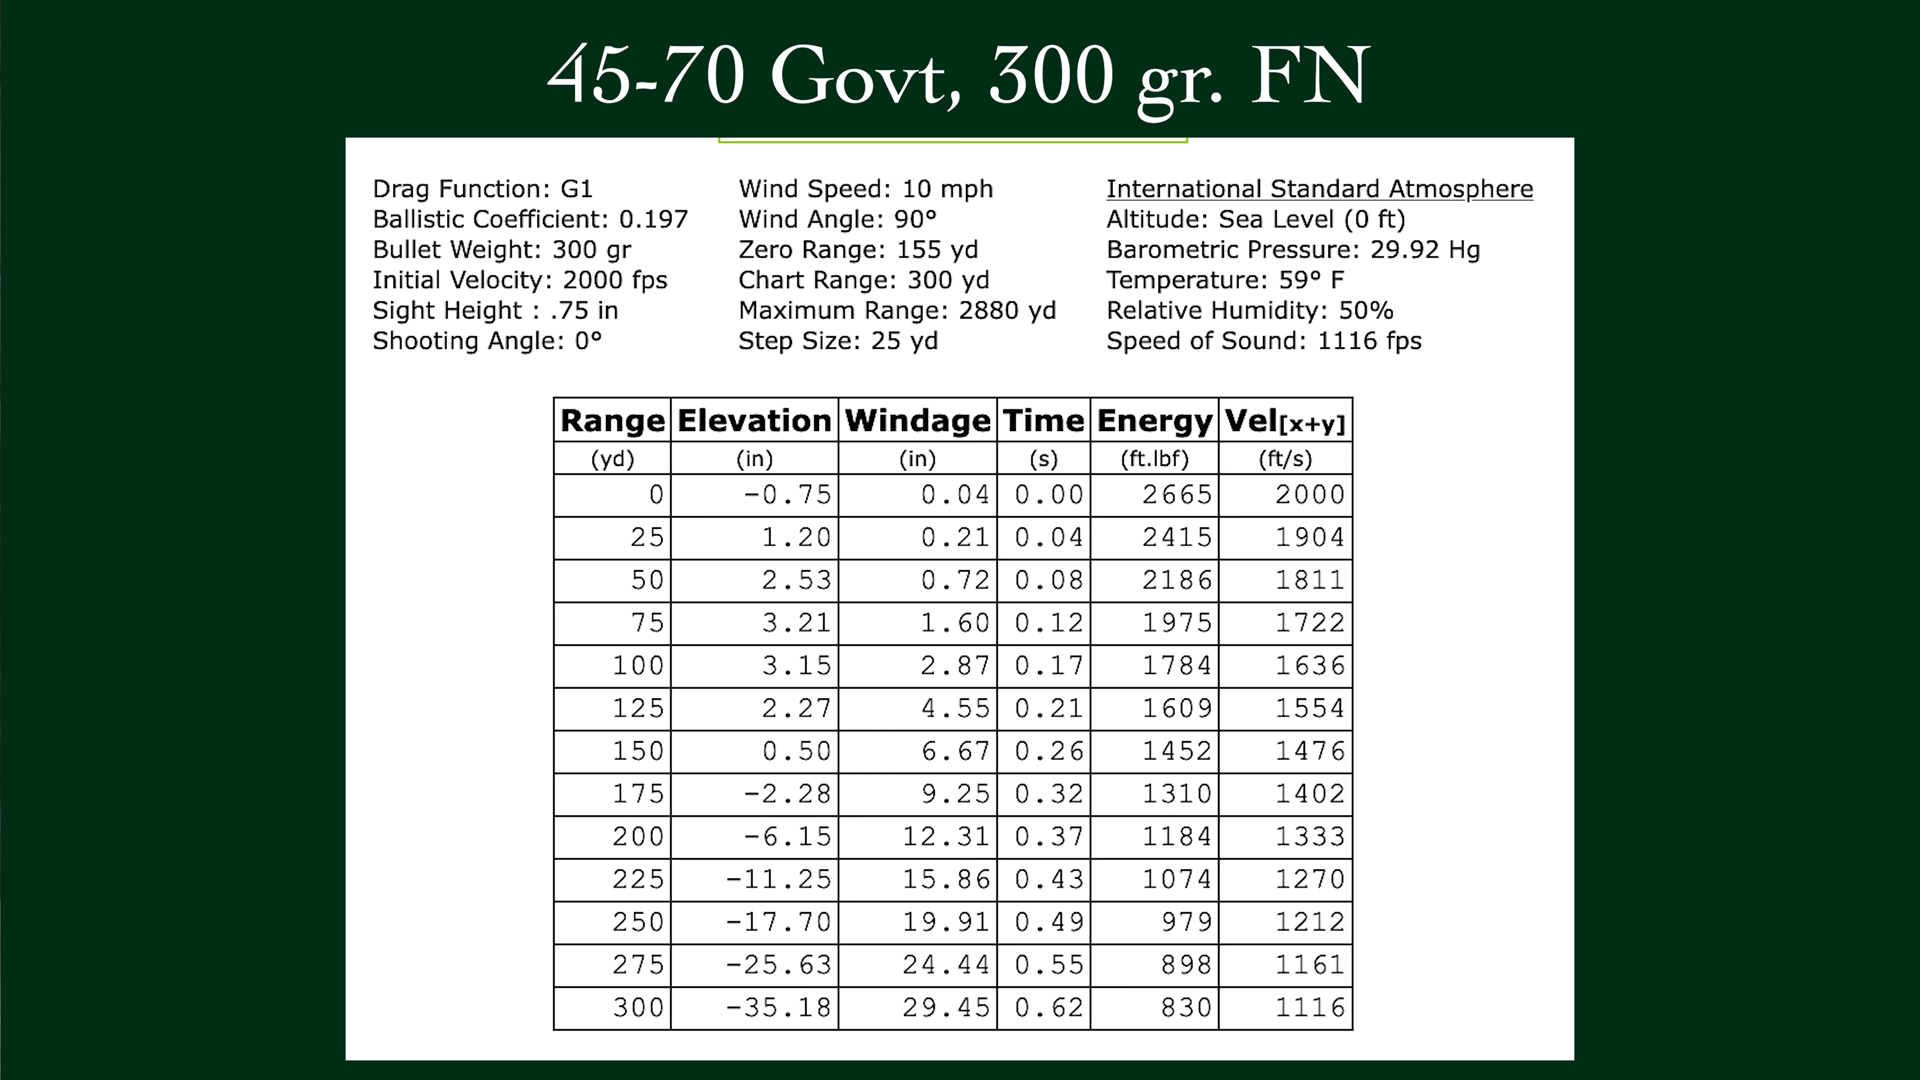 45-70 Govt, 300 gr. FN
Drag Function: G1 Wind Speed: 10 mph International Standard Atmosphere
Ballistic Coefficient: 0.197 Wind Angle: 90° Altitude: Sea Level (0 ft)
Bullet Weight: 300 gr Zero Range: 155 yd Barometric Pressure: 29.92 Hg
Initial Velocity: 2000 fps Chart Range: 300 yd Temperature: 59° F
Sight Height : .75 in Maximum Range: 2880 yd Relative Humidity: 50%
Shooting Angle: 0° Step Size: 25 yd Speed of Sound: 1116 fps
Range Elevation Windage Time Energy Vel[x+y]
(yd) (in) (in) (s) (ft.lbf) (ft/s)
0 -0.75 0.04 0.00 2665 2000
25 1.20 0.21 0.04 2415 1904
50 2.53 0.72 0.08 2186 1811
75 3.21 1.60 0.12 1975 1722
100 3.15 2.87 0.17 1784 1636
125 2.27 4.55 0.21 1609 1554
150 0.50 6.67 0.26 1452 1476
175 -2.28 9.25 0.32 1310 1402
200 -6.15 12.31 0.37 1184 1333
225 -11.25 15.86 0.43 1074 1270
250 -17.70 19.91 0.49 979 1212
275 -25.63 24.44 0.55 898 1161
300 -35.18 29.45 0.62 830 1116